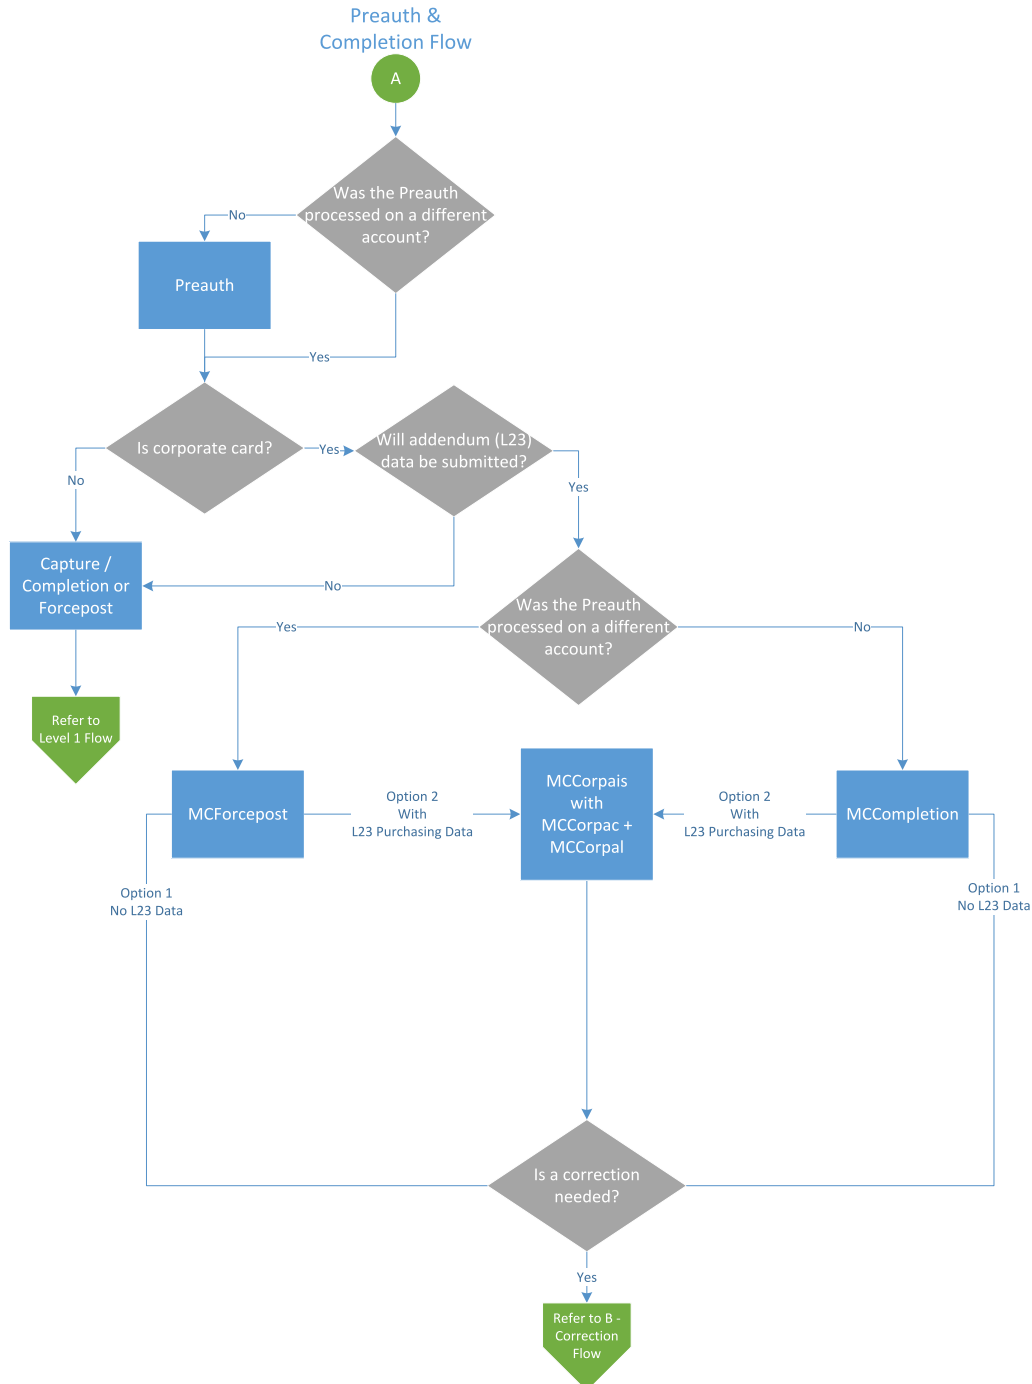 Preauth &
Completion Flow
A
Was the Preauth
processed on a different
account?
No
Preauth
Yes
Is corporate card?
Yes
Will addendum (L23)
data be submitted?
No
Yes
Capture /
Completion or
Forcepost
No
Was the Preauth
processed on a different
account?
Yes
No
Refer to
Level 1 Flow
MCForcepost
Option 2
With
L23 Purchasing Data
MCCorpais
with
MCCorpac +
MCCorpal
Option 2
With
L23 Purchasing Data
MCCompletion
Option 1
No L23 Data
Option 1
No L23 Data
Is a correction
needed?
Yes
Refer to B -
Correction
Flow